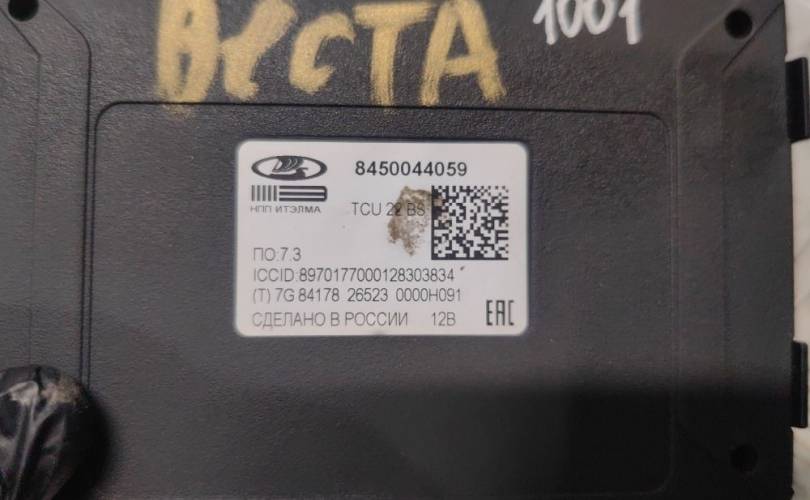 ВЕСТА
1001
8450044059
НПП ИТЭЛМА
TCU 22 BS
ПО:7.3
ICCID:8970177000128303834
(T) 7G 84178 26523 0000H091
СДЕЛАНО В РОССИИ 12В
EAC